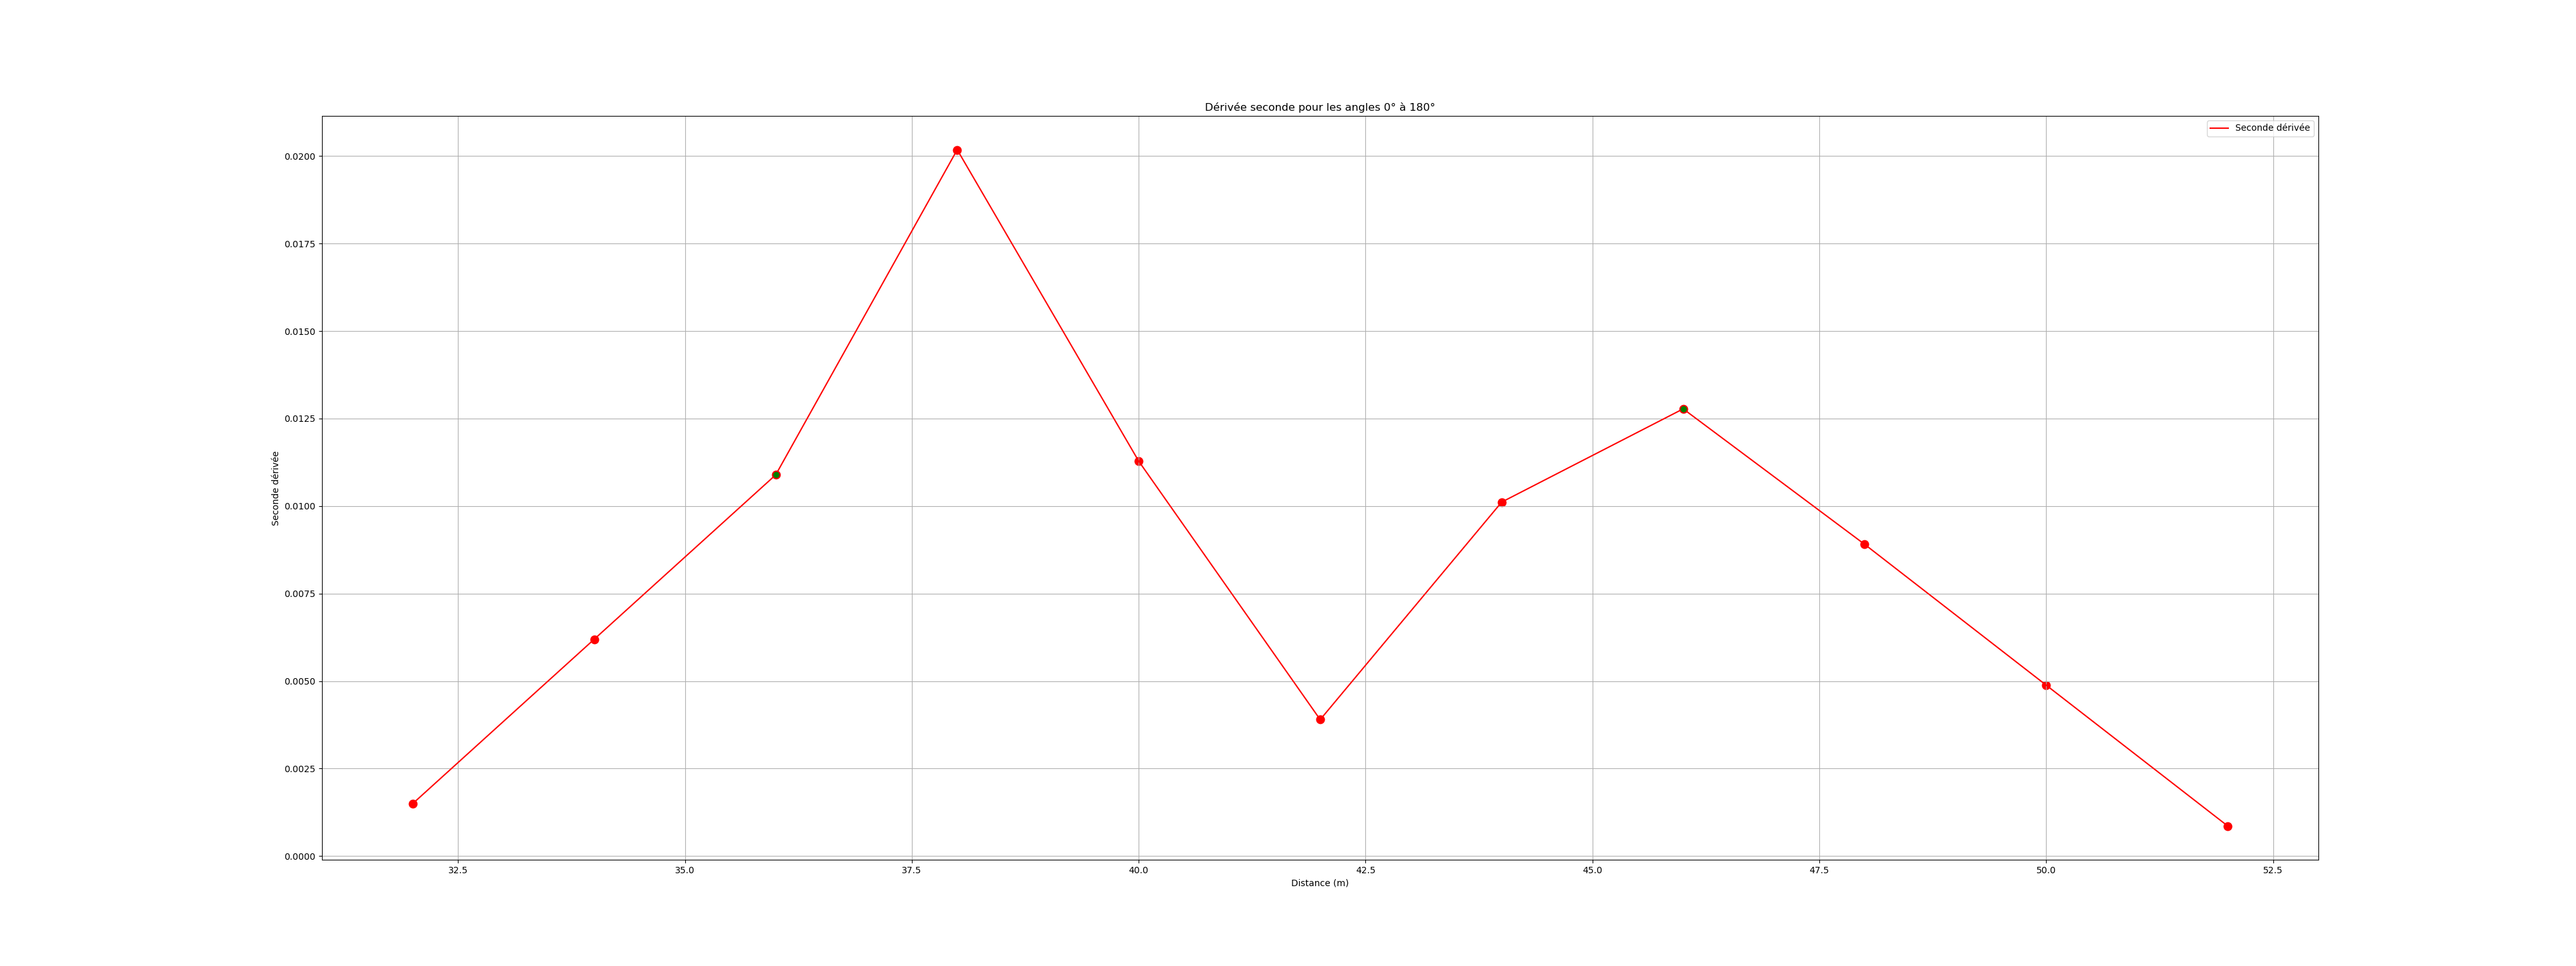 Dérivée seconde pour les angles 0° à 180°
Seconde dérivée
0.0200
0.0175
0.0150
0.0125
0.0100
0.0075
0.0050
0.0025
0.0000
Seconde dérivée
32.5 35.0 37.5 40.0 42.5 45.0 47.5 50.0 52.5
Distance (m)